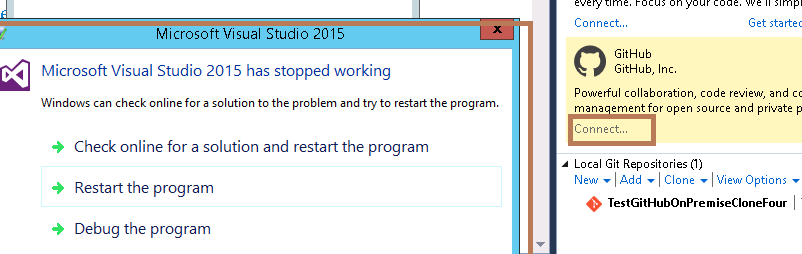 Microsoft Visual Studio 2015
x
Microsoft Visual Studio 2015 has stopped working
Windows can check online for a solution to the problem and try to restart the program.
Check online for a solution and restart the program
Restart the program
Debug the program
every time. Focus on your code. We'll simpl
Connect...
Get started
GitHub
GitHub, Inc.
Powerful collaboration, code review, and co
management for open source and private p
Connect...
Local Git Repositories (1)
New | Add | Clone | View Options
TestGitHubOnPremiseCloneFour